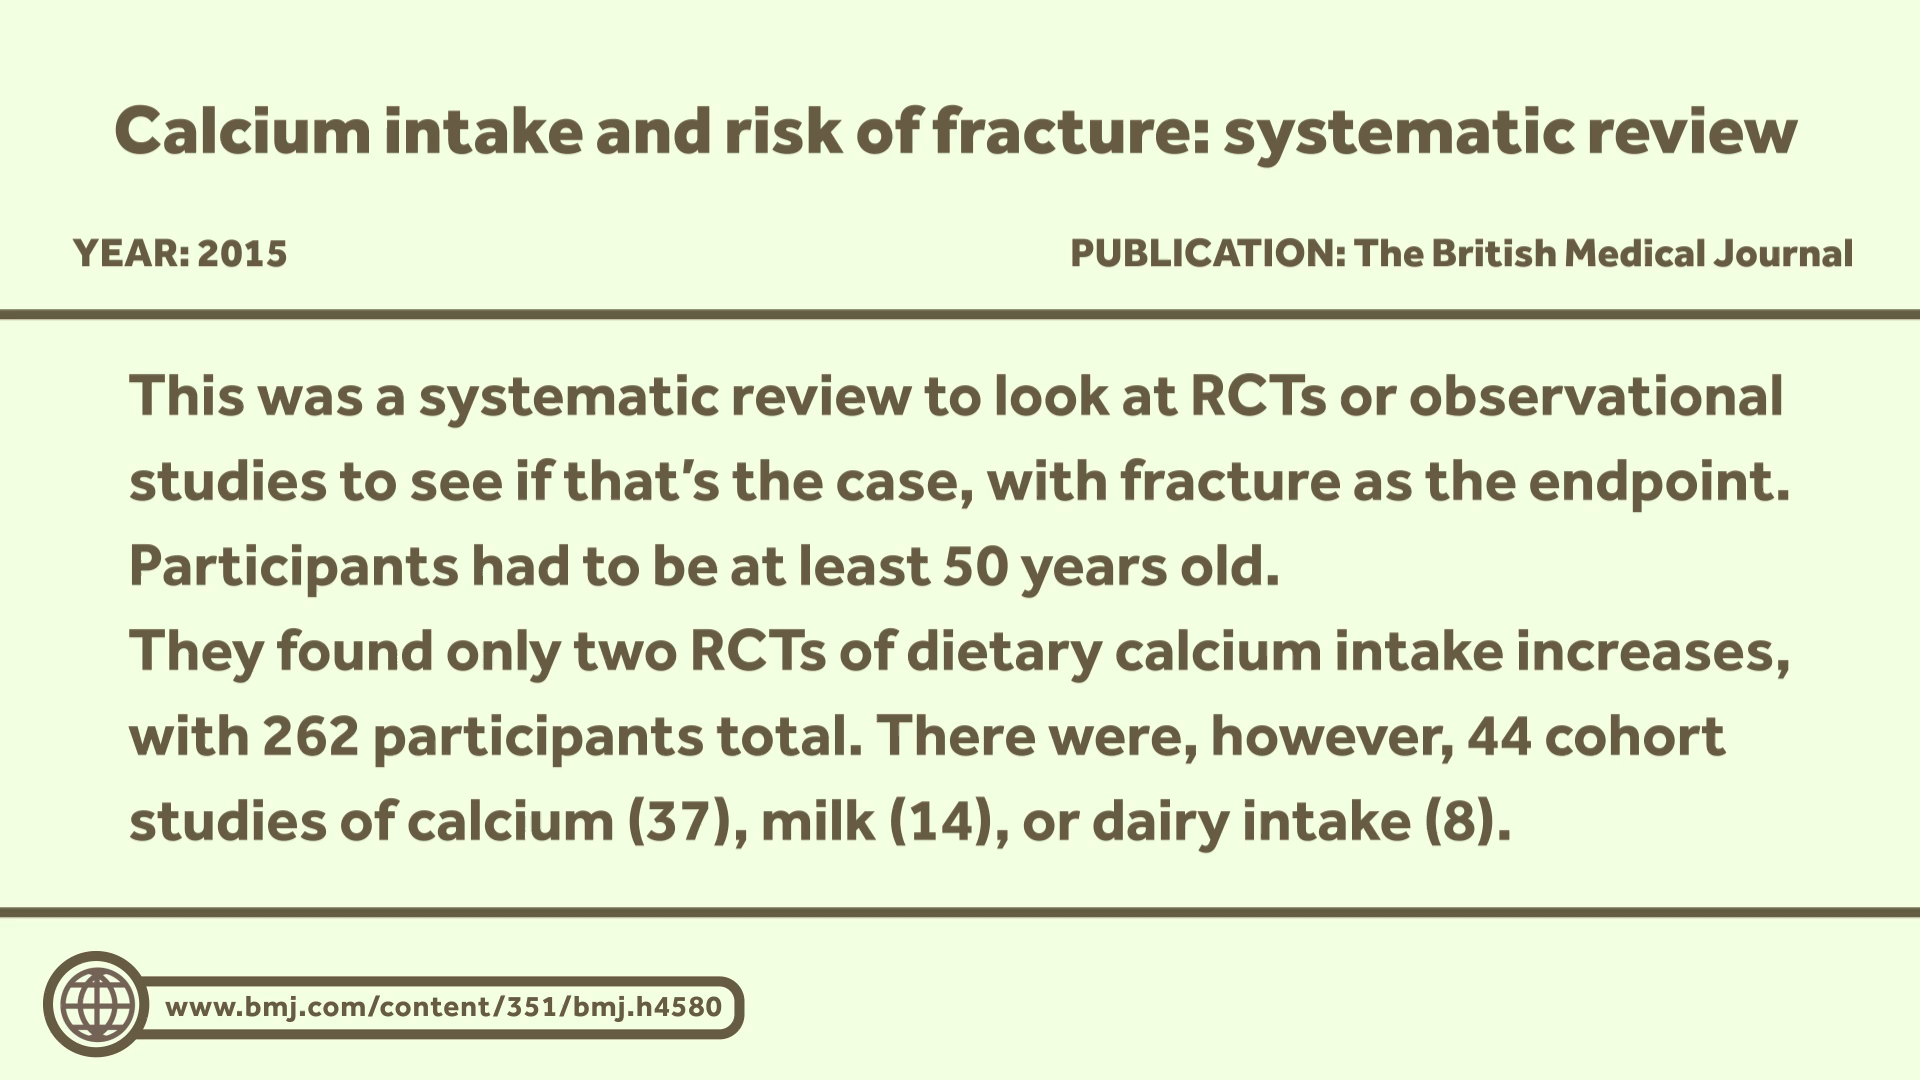 Calcium intake and risk of fracture: systematic review
YEAR: 2015
PUBLICATION: The British Medical Journal
This was a systematic review to look at RCTs or observational
studies to see if that’s the case, with fracture as the endpoint.
Participants had to be at least 50 years old.
They found only two RCTs of dietary calcium intake increases,
with 262 participants total. There were, however, 44 cohort
studies of calcium (37), milk (14), or dairy intake (8).
www.bmj.com/content/351/bmj.h4580